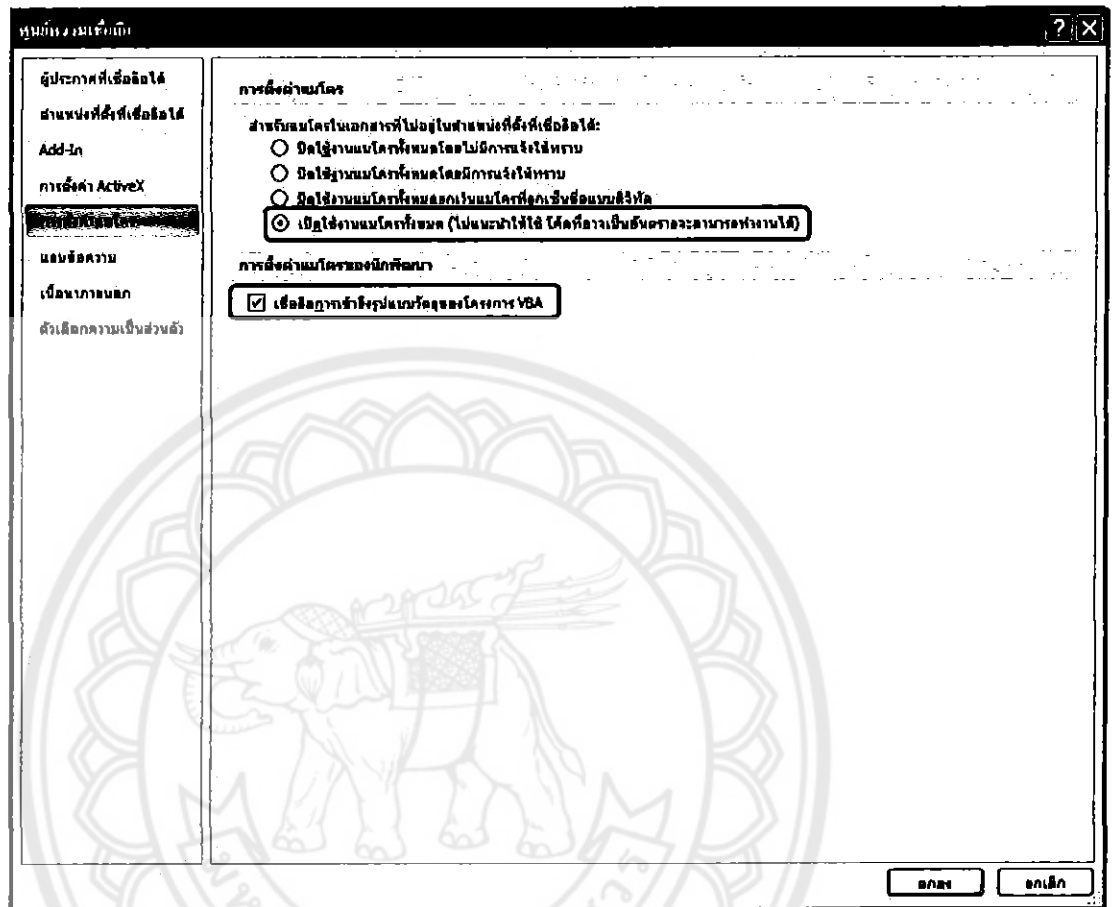 ศูนย์ความเชื่อถือ
ผู้ประกาศที่เชื่อถือได้
ตำแหน่งที่ตั้งที่เชื่อถือได้
Add-In
การตั้งค่า ActiveX
การตั้งค่าแมโคร
แถบข้อความ
เนื้อหาภายนอก
ตัวเลือกความเป็นส่วนตัว
การตั้งค่าแมโคร
สำหรับแมโครในเอกสารที่ไม่อยู่ในตำแหน่งที่ตั้งที่เชื่อถือได้:
ปิดใช้งานแมโครทั้งหมดโดยไม่มีการแจ้งให้ทราบ
ปิดใช้งานแมโครทั้งหมดโดยมีการแจ้งให้ทราบ
ปิดใช้งานแมโครทั้งหมดยกเว้นแมโครที่ถูกเซ็นชื่อแบบดิจิทัล
เปิดใช้งานแมโครทั้งหมด (ไม่แนะนำให้ใช้ โค้ดที่อาจเป็นอันตรายจะสามารถทำงานได้)
การตั้งค่าแมโครของนักพัฒนา
เชื่อถือการเข้าถึงรูปแบบวัตถุของโครงการ VBA
ตกลง
ยกเลิก